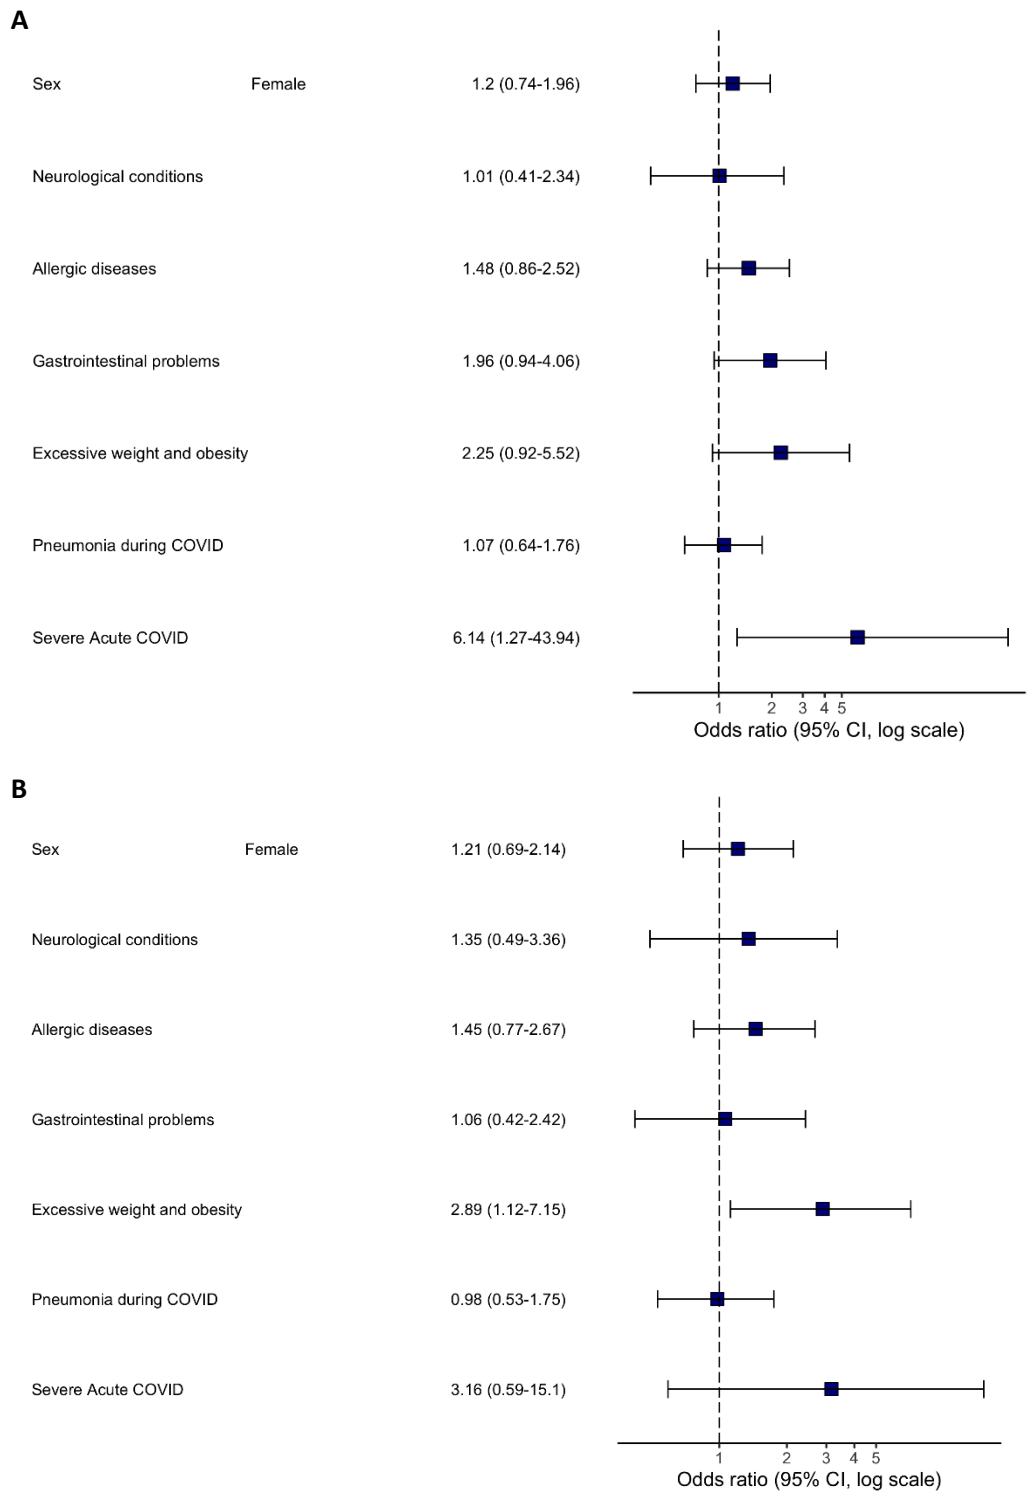 A
Sex Female 1.2 (0.74-1.96)
Neurological conditions 1.01 (0.41-2.34)
Allergic diseases 1.48 (0.86-2.52)
Gastrointestinal problems 1.96 (0.94-4.06)
Excessive weight and obesity 2.25 (0.92-5.52)
Pneumonia during COVID 1.07 (0.64-1.76)
Severe Acute COVID 6.14 (1.27-43.94)
1 2 3 4 5
Odds ratio (95% CI, log scale)
B
Sex Female 1.21 (0.69-2.14)
Neurological conditions 1.35 (0.49-3.36)
Allergic diseases 1.45 (0.77-2.67)
Gastrointestinal problems 1.06 (0.42-2.42)
Excessive weight and obesity 2.89 (1.12-7.15)
Pneumonia during COVID 0.98 (0.53-1.75)
Severe Acute COVID 3.16 (0.59-15.1)
1 2 3 4 5
Odds ratio (95% CI, log scale)